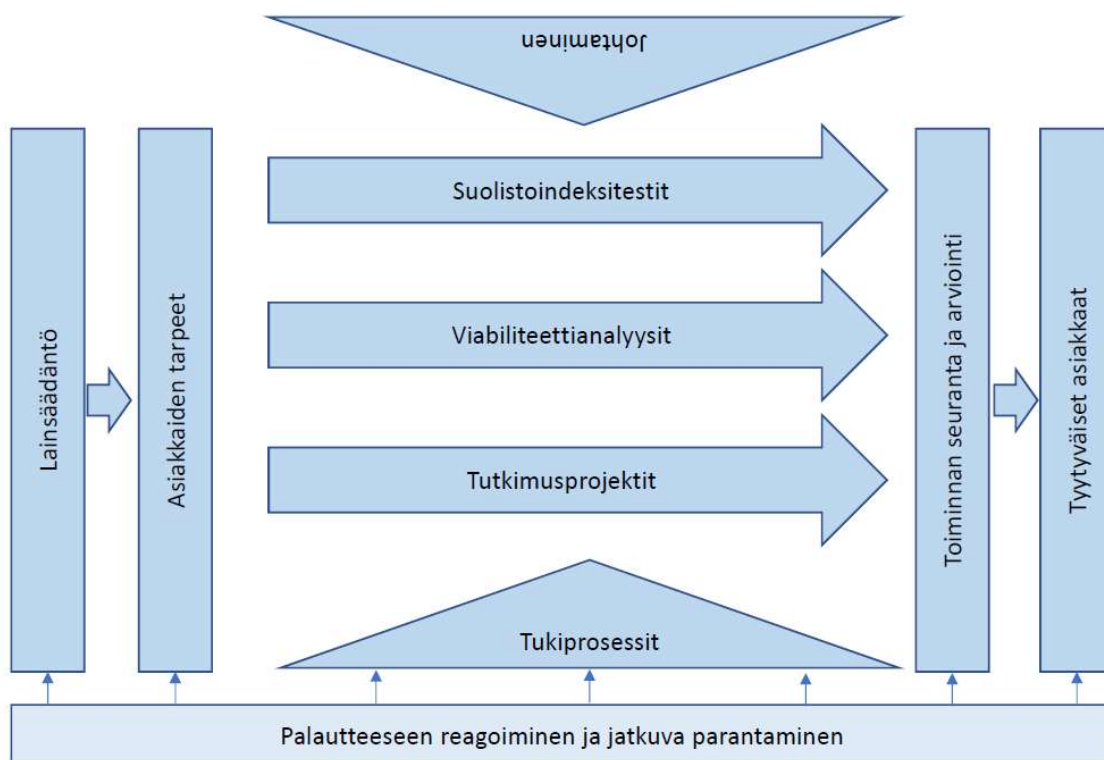 Johtaminen
Lainsäädäntö
Asiakkaiden tarpeet
Suolistoindeksitestit
Viabiliteettianalyysit
Tutkimusprojektit
Tukiprosessit
Toiminnan seuranta ja arviointi
Tyytyväiset asiakkaat
Palautteeseen reagoiminen ja jatkuva parantaminen